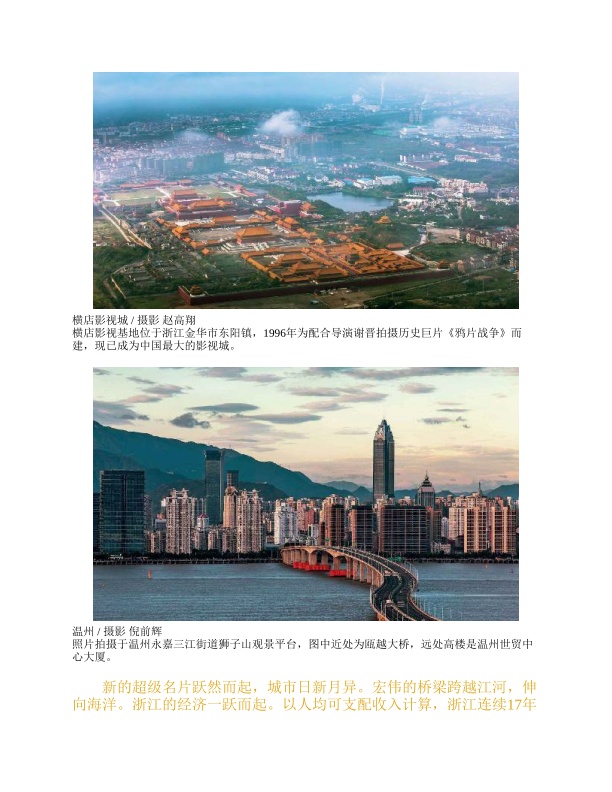 横店影视城 / 摄影 赵高翔
横店影视基地位于浙江金华市东阳镇，1996年为配合导演谢晋拍摄历史巨片《鸦片战争》而
建，现已成为中国最大的影视城。
温州 / 摄影 倪前辉
照片拍摄于温州永嘉三江街道狮子山观景平台，图中近处为瓯越大桥，远处高楼是温州世贸中
心大厦。
新的超级名片跃然而起，城市日新月异。宏伟的桥梁跨越江河，伸
向海洋。浙江的经济一跃而起。以人均可支配收入计算，浙江连续17年